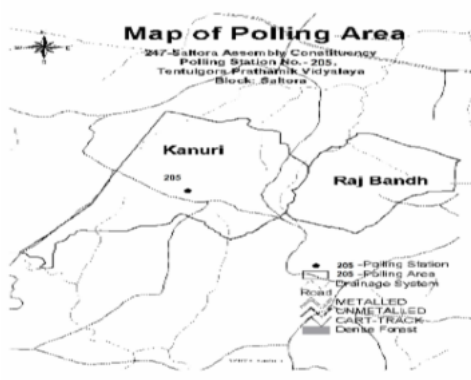 Map of Polling Area
247-Saltora Assembly Constituency
Polling Station No.- 205.
Tentulgora Prathamik Vidyalaya
Block: Saltora
Kanuri
205
Raj Bandh
205 -Polling Station
205 -Polling Area
Drainage System
Road
METALLED
UNMETALLED
CART-TRACK
Dense Forest